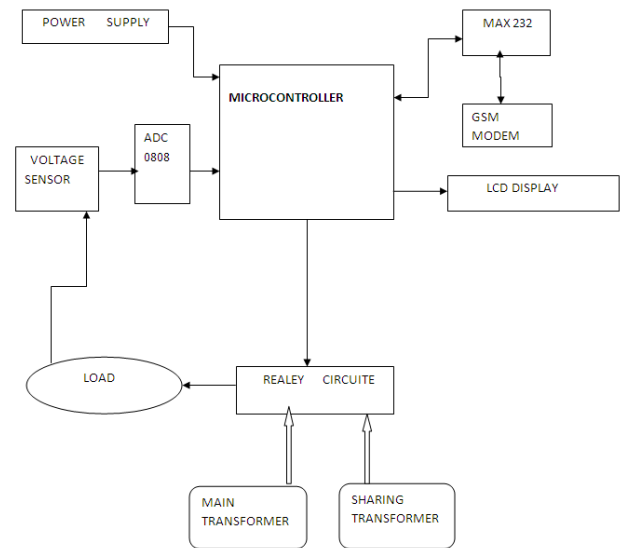 POWER SUPPLY
MAX 232
MICROCONTROLLER
GSM
MODEM
ADC
0808
VOLTAGE
SENSOR
LCD DISPLAY
LOAD
REALEY CIRCUITE
MAIN
TRANSFORMER
SHARING
TRANSFORMER